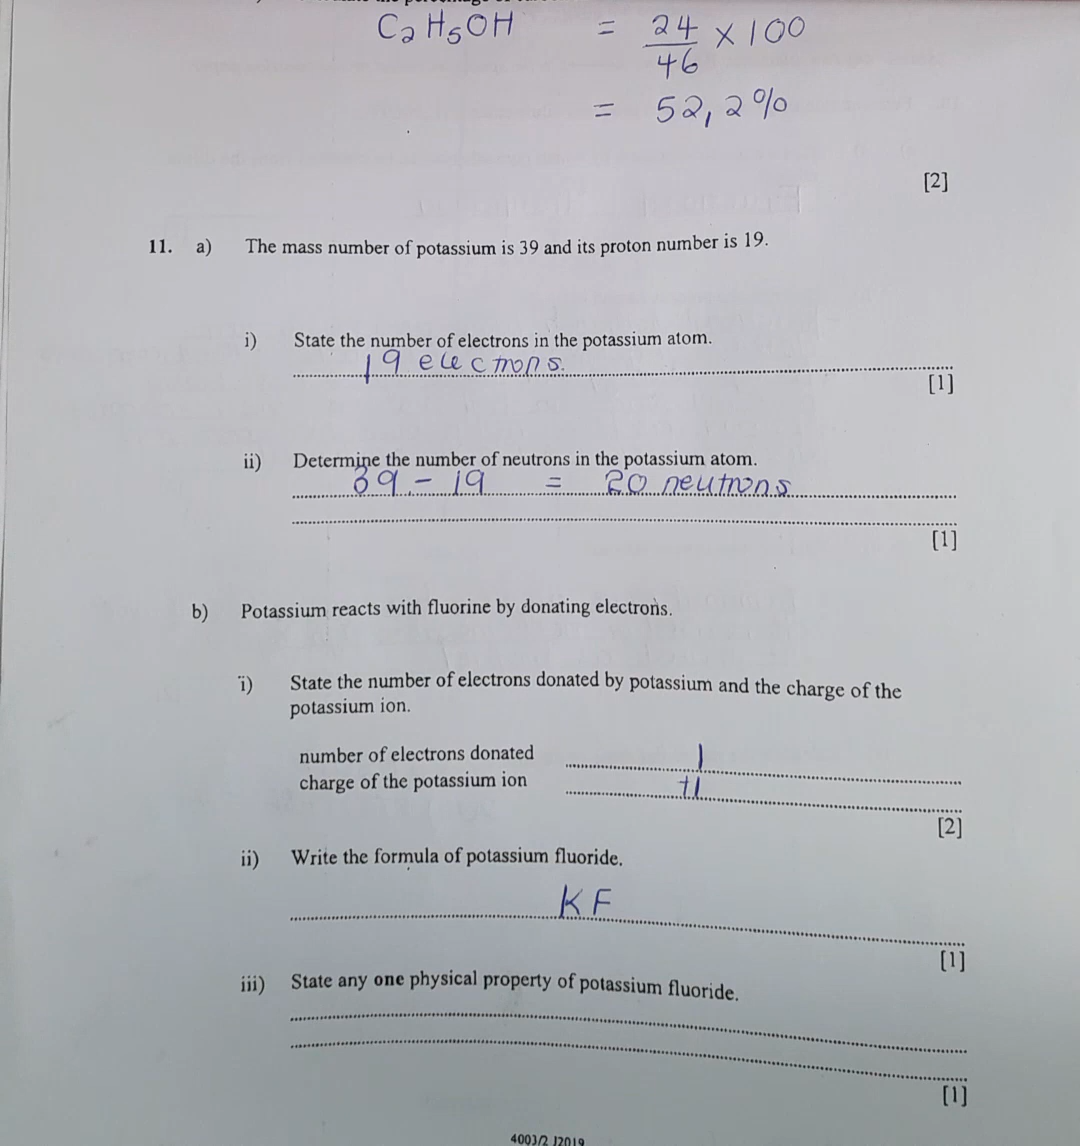 C₂H₅OH = 24/46 × 100
= 52,2%
[2]
11. a) The mass number of potassium is 39 and its proton number is 19.
i) State the number of electrons in the potassium atom.
19 electrons.
[1]
ii) Determine the number of neutrons in the potassium atom.
39 - 19 = 20 neutrons
[1]
b) Potassium reacts with fluorine by donating electrons.
i) State the number of electrons donated by potassium and the charge of the
potassium ion.
number of electrons donated 1
charge of the potassium ion +1
[2]
ii) Write the formula of potassium fluoride.
KF
[1]
iii) State any one physical property of potassium fluoride.
[1]
4003/2 J2019